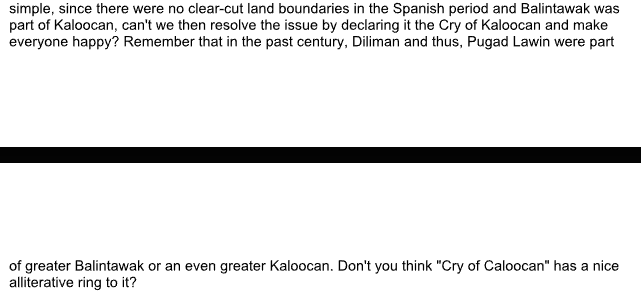 simple, since there were no clear-cut land boundaries in the Spanish period and Balintawak was
part of Kaloocan, can't we then resolve the issue by declaring it the Cry of Kaloocan and make
everyone happy? Remember that in the past century, Diliman and thus, Pugad Lawin were part
of greater Balintawak or an even greater Kaloocan. Don't you think "Cry of Caloocan" has a nice
alliterative ring to it?